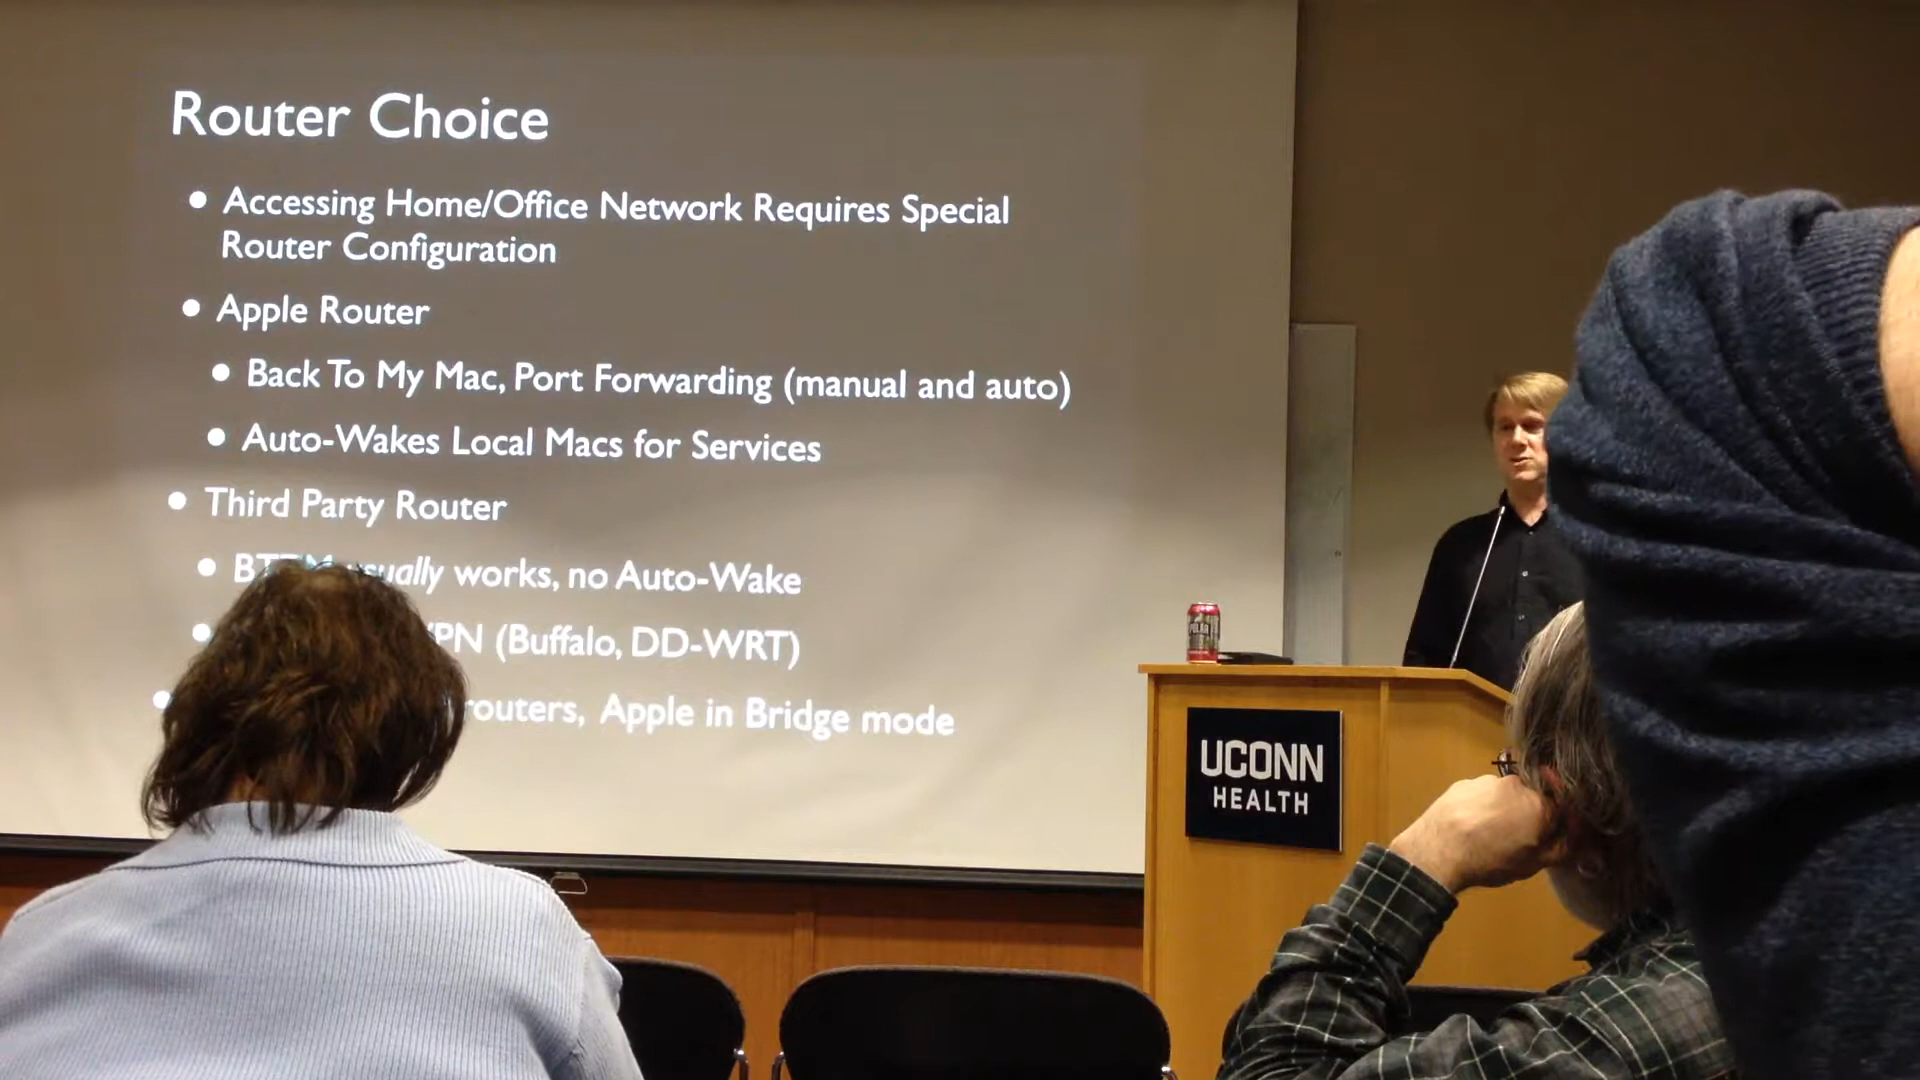 Router Choice
• Accessing Home/Office Network Requires Special
Router Configuration
• Apple Router
• Back To My Mac, Port Forwarding (manual and auto)
• Auto-Wakes Local Macs for Services
• Third Party Router
• works, no Auto-Wake
• (Buffalo, DD-WRT)
• routers, Apple in Bridge mode
POLAR
UCONN
HEALTH